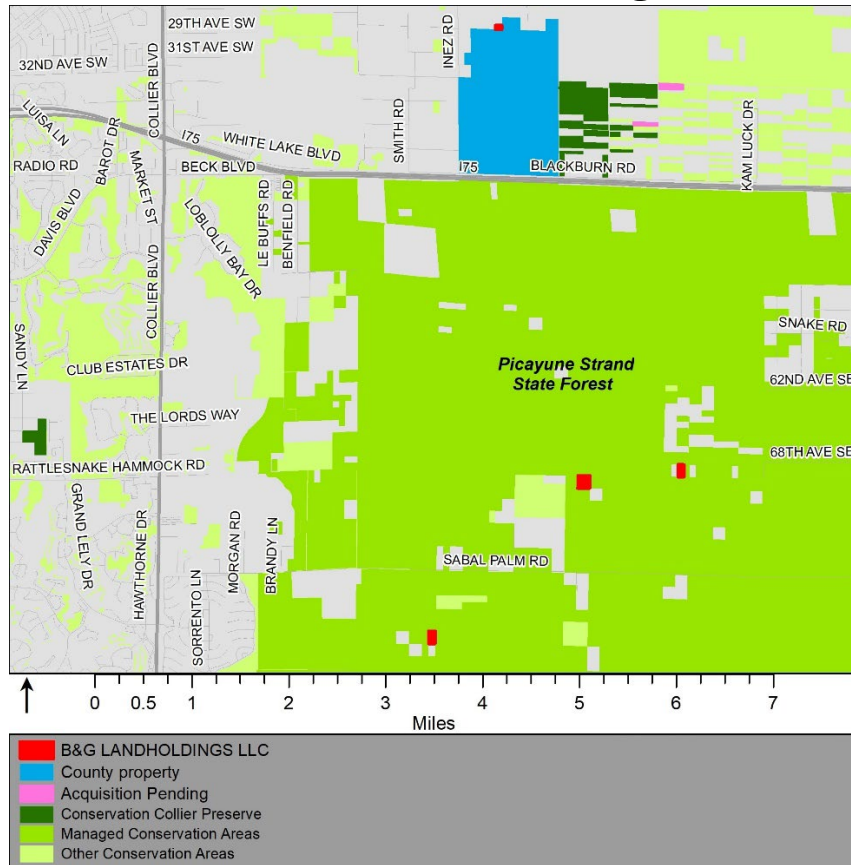 29TH AVE SW
31ST AVE SW
32ND AVE SW
COLLIER BLVD
INEZ RD
SMITH RD
LUISA LN
I75
WHITE LAKE BLVD
BAROT DR
RADIO RD
BECK BLVD
I75
BLACKBURN RD
KAM LUCK DR
MARKET ST
DAVIS BLVD
LOBLOLLY BAY DR
LE BUFFS RD
BENFIELD RD
COLLIER BLVD
SANDY LN
SNAKE RD
CLUB ESTATES DR
Picayune Strand
State Forest
62ND AVE SE
THE LORDS WAY
68TH AVE SE
RATTLESNAKE HAMMOCK RD
GRAND LELY DR
HAWTHORNE DR
MORGAN RD
BRANDY LN
SABAL PALM RD
SORRENTO LN
0 0.5 1 2 3 4 5 6 7
Miles
B&G LANDHOLDINGS LLC
County property
Acquisition Pending
Conservation Collier Preserve
Managed Conservation Areas
Other Conservation Areas